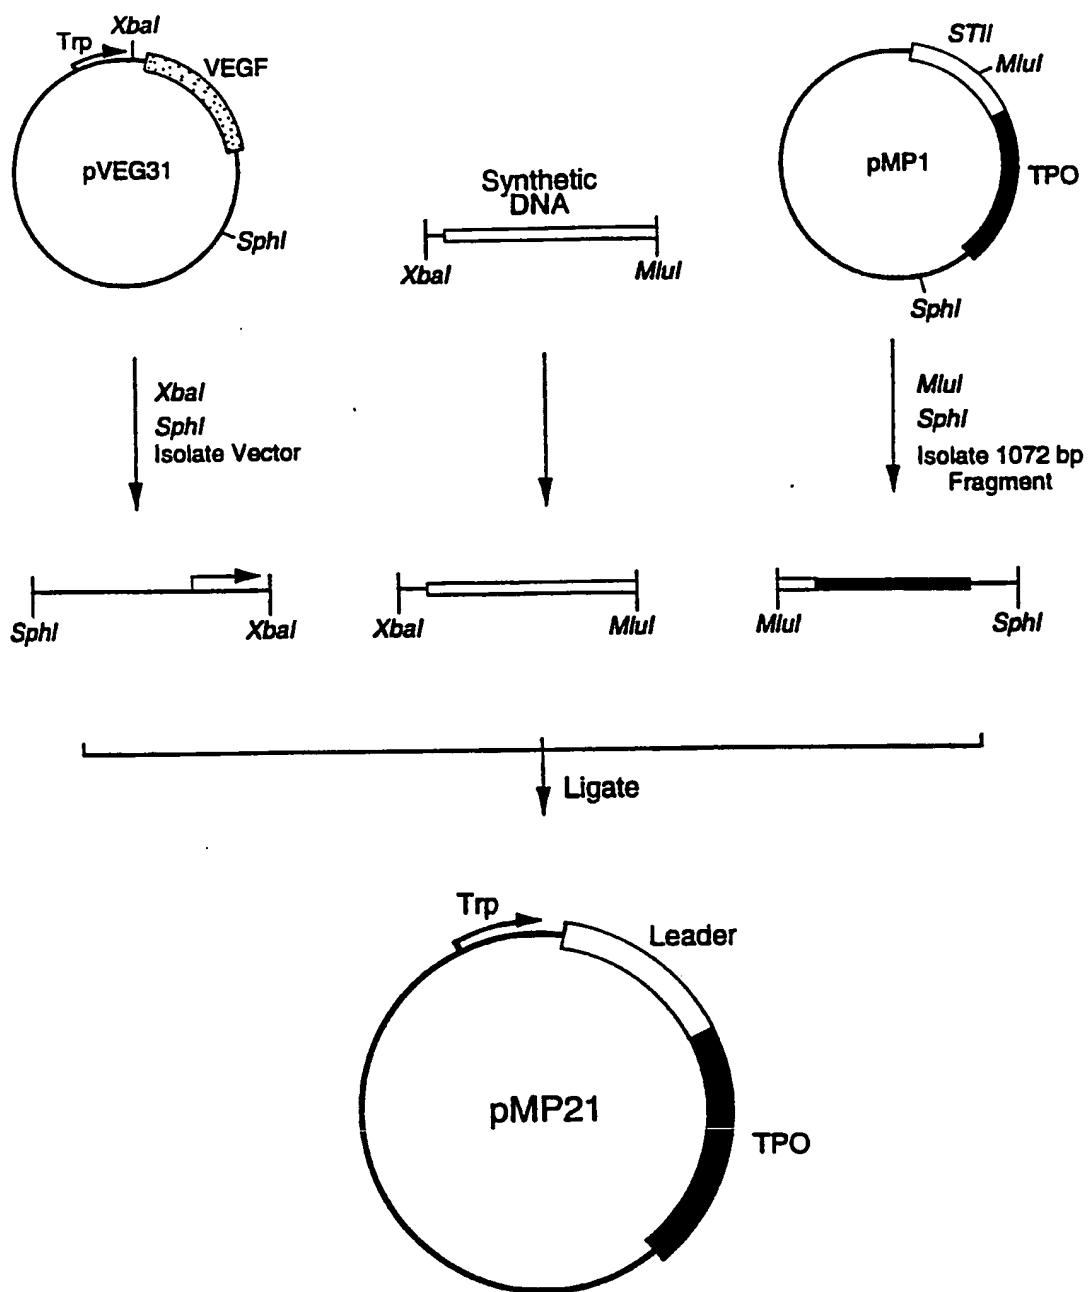 XbaI
Trp
VEGF
pVEG31
SphI
Synthetic
DNA
XbaI
MluI
STII
MluI
pMP1
TPO
SphI
XbaI
SphI
Isolate Vector
MluI
SphI
Isolate 1072 bp
Fragment
SphI
XbaI
XbaI
MluI
MluI
SphI
Ligate
Trp
Leader
pMP21
TPO